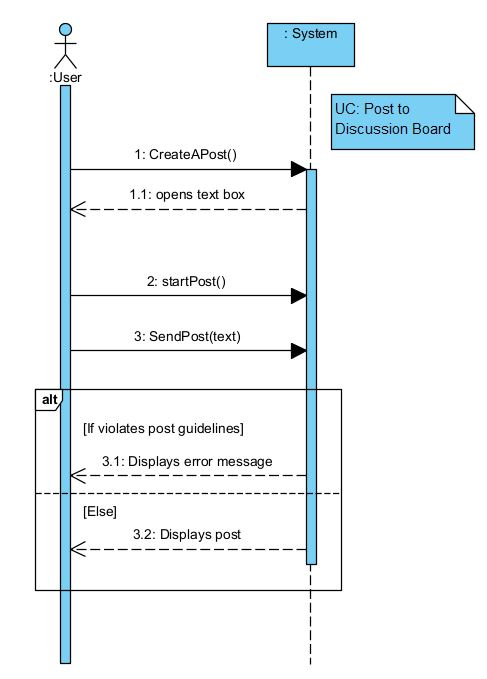 : System
:User
UC: Post to
Discussion Board
1: CreateAPost()
1.1: opens text box
2: startPost()
3: SendPost(text)
alt
[If violates post guidelines]
3.1: Displays error message
[Else]
3.2: Displays post